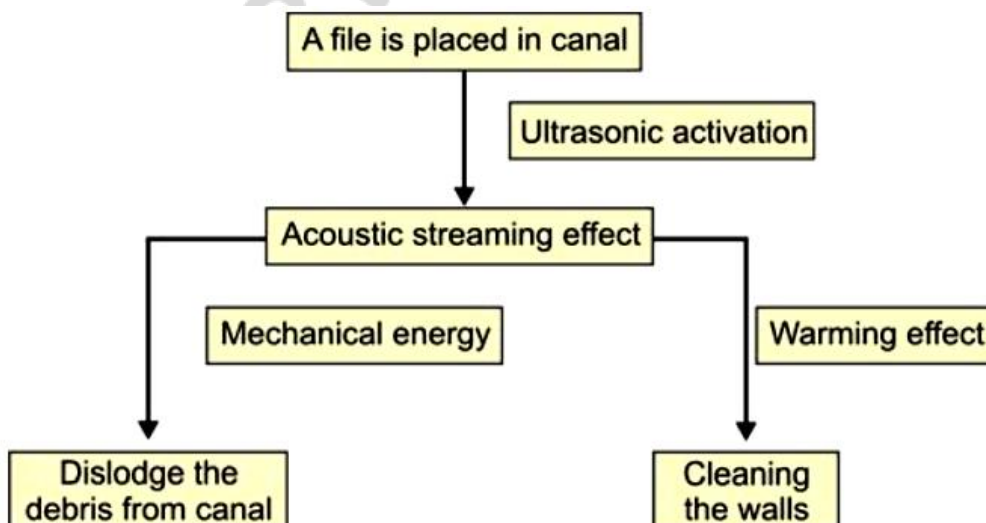 A file is placed in canal
Ultrasonic activation
Acoustic streaming effect
Mechanical energy
Warming effect
Dislodge the
debris from canal
Cleaning
the walls